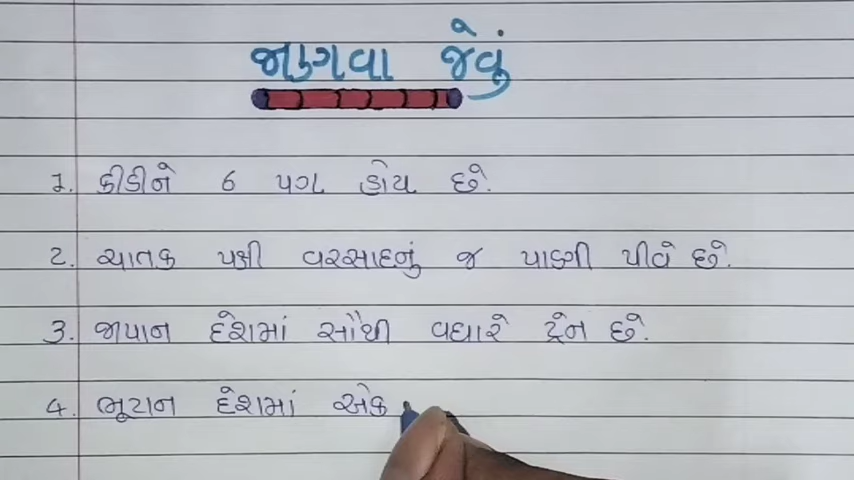 જાણવા જેવું
1. કીડીને 6 પગ હોય છે.
2. ચાતક પક્ષી વરસાદનું જ પાણી પીવે છે.
3. જાપાન દેશમાં સૌથી વધારે ટ્રેન છે.
4. ભૂટાન દેશમાં એક